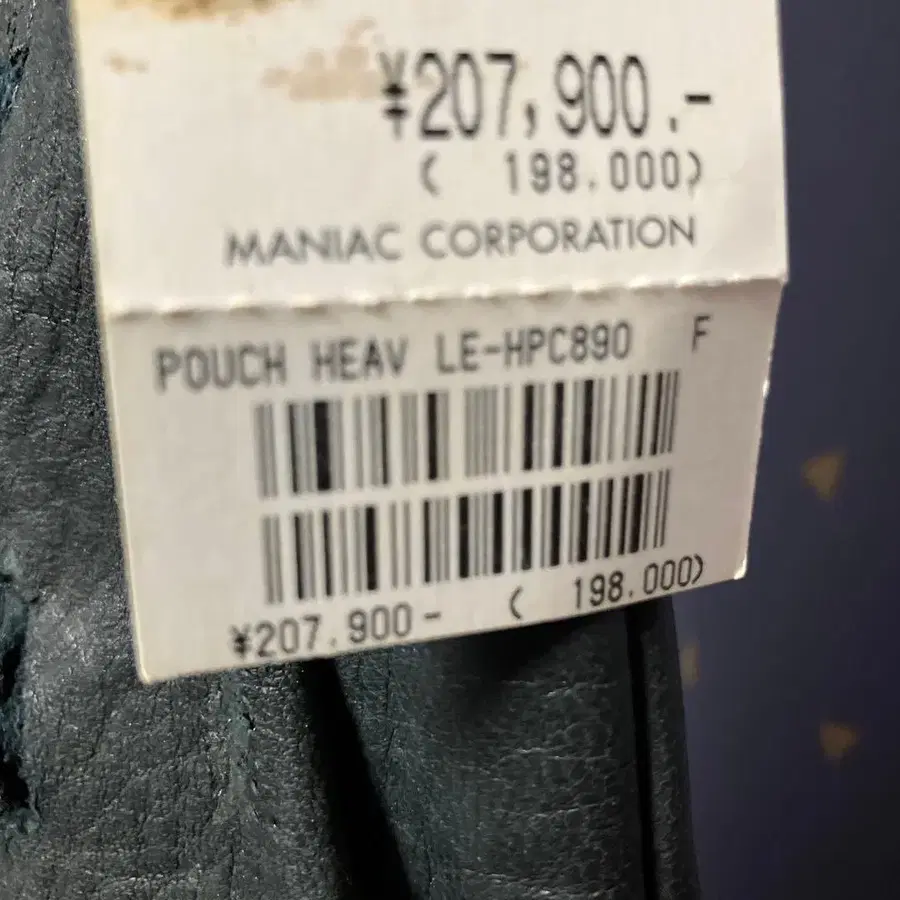 ¥207,900.-
( 198.000)
MANIAC CORPORATION
POUCH HEAV LE-HPC890 F
¥207.900- ( 198.000)